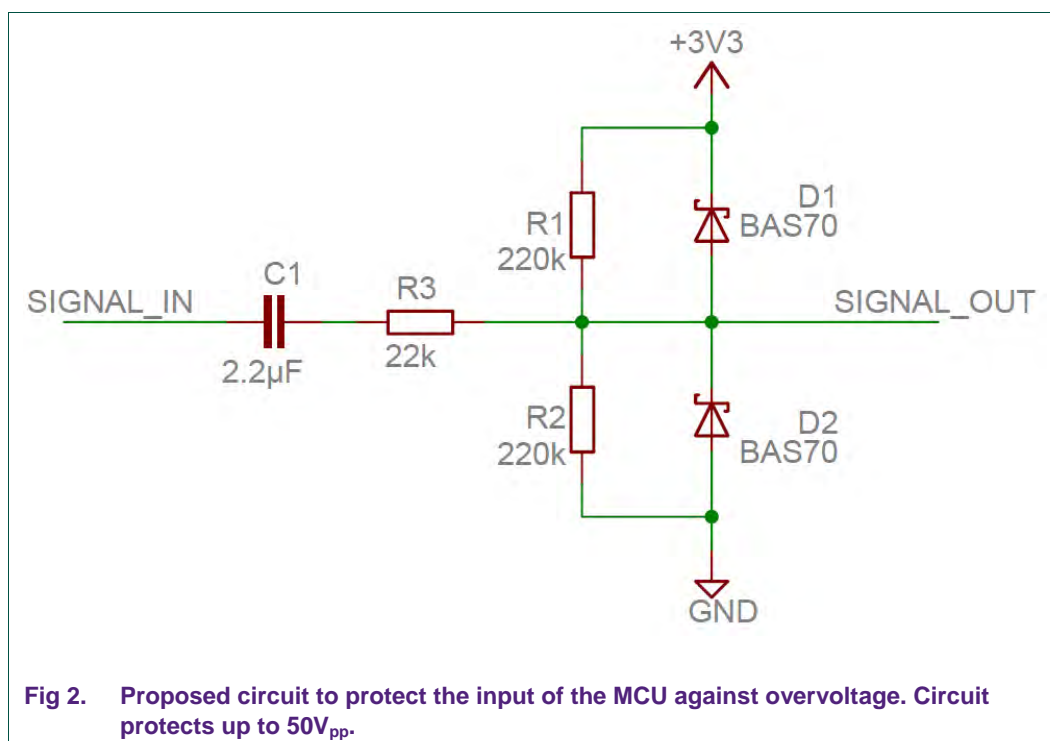 +3V3
D1
BAS70
R1
220k
C1
2.2µF
R3
22k
SIGNAL_IN
SIGNAL_OUT
R2
220k
D2
BAS70
GND
Fig 2. Proposed circuit to protect the input of the MCU against overvoltage. Circuit
protects up to 50Vpp.